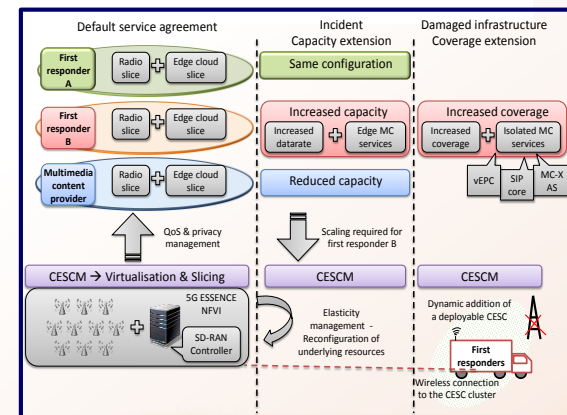 Default service agreement
Incident
Capacity extension
Damaged infrastructure
Coverage extension
First
responder
A
Radio
slice
Edge cloud
slice
Same configuration
First
responder
B
Radio
slice
Edge cloud
slice
Increased capacity
Increased
datarate
Edge MC
services
Increased coverage
Increased
coverage
Isolated MC
services
vEPC
SIP
core
MC-X
AS
Multimedia
content
provider
Radio
slice
Edge cloud
slice
Reduced capacity
QoS & privacy
management
Scaling required for
first responder B
CESCM → Virtualisation & Slicing
CESCM
CESCM
5G ESSENCE
NFVI
SD-RAN
Controller
Elasticity
management -
Reconfiguration of
underlying resources
Dynamic addition of
a deployable CESC
First
responders
Wireless connection
to the CESC cluster